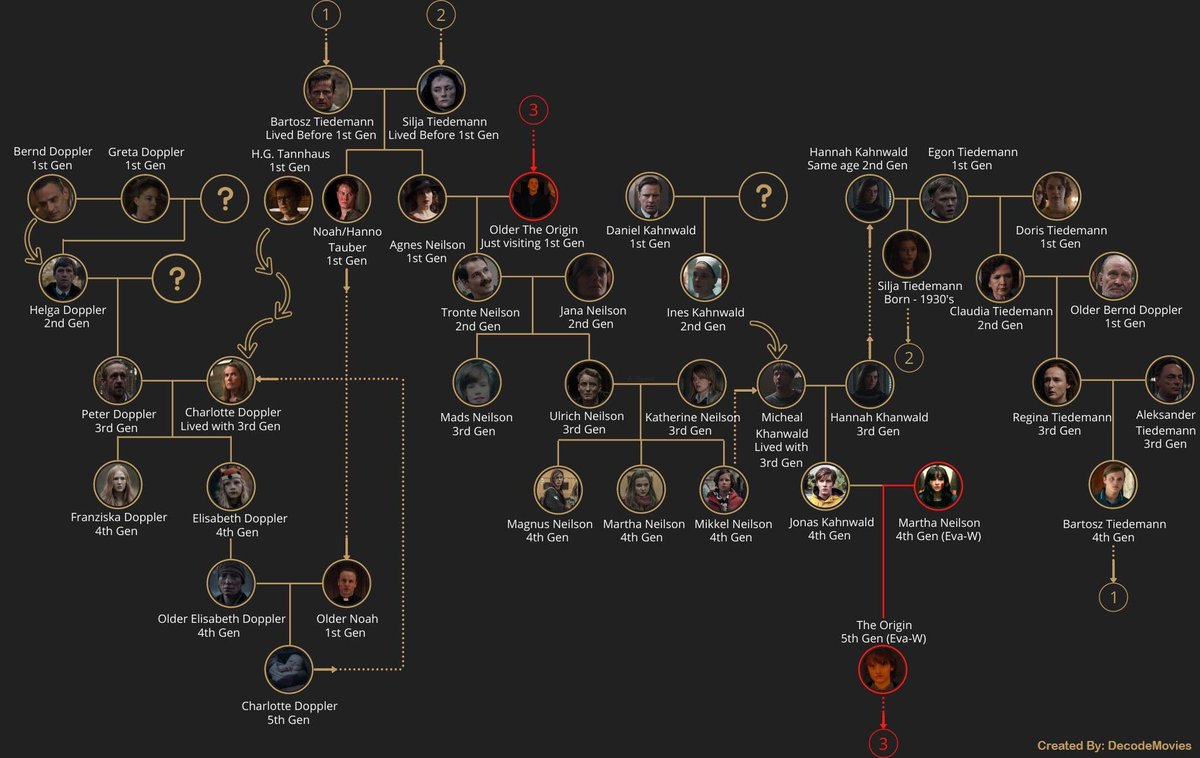 1
2
Bartosz Tiedemann
Lived Before 1st Gen
Silja Tiedemann
Lived Before 1st Gen
3
Bernd Doppler
1st Gen
Greta Doppler
1st Gen
H.G. Tannhaus
1st Gen
Hannah Kahnwald
Same age 2nd Gen
Egon Tiedemann
1st Gen
?
Noah/Hanno
Tauber
1st Gen
Agnes Neilson
1st Gen
Older The Origin
Just visiting 1st Gen
Daniel Kahnwald
1st Gen
?
Doris Tiedemann
1st Gen
Helga Doppler
2nd Gen
?
Tronte Neilson
2nd Gen
Jana Neilson
2nd Gen
Ines Kahnwald
2nd Gen
Silja Tiedemann
Born - 1930's
Claudia Tiedemann
2nd Gen
Older Bernd Doppler
1st Gen
2
Peter Doppler
3rd Gen
Charlotte Doppler
Lived with 3rd Gen
Mads Neilson
3rd Gen
Ulrich Neilson
3rd Gen
Katherine Neilson
3rd Gen
Micheal
Khanwald
Lived with
3rd Gen
Hannah Khanwald
3rd Gen
Regina Tiedemann
3rd Gen
Aleksander
Tiedemann
3rd Gen
Franziska Doppler
4th Gen
Elisabeth Doppler
4th Gen
Magnus Neilson
4th Gen
Martha Neilson
4th Gen
Mikkel Neilson
4th Gen
Jonas Kahnwald
4th Gen
Martha Neilson
4th Gen (Eva-W)
Bartosz Tiedemann
4th Gen
1
Older Elisabeth Doppler
4th Gen
Older Noah
1st Gen
The Origin
5th Gen (Eva-W)
Charlotte Doppler
5th Gen
3
Created By: DecodeMovies